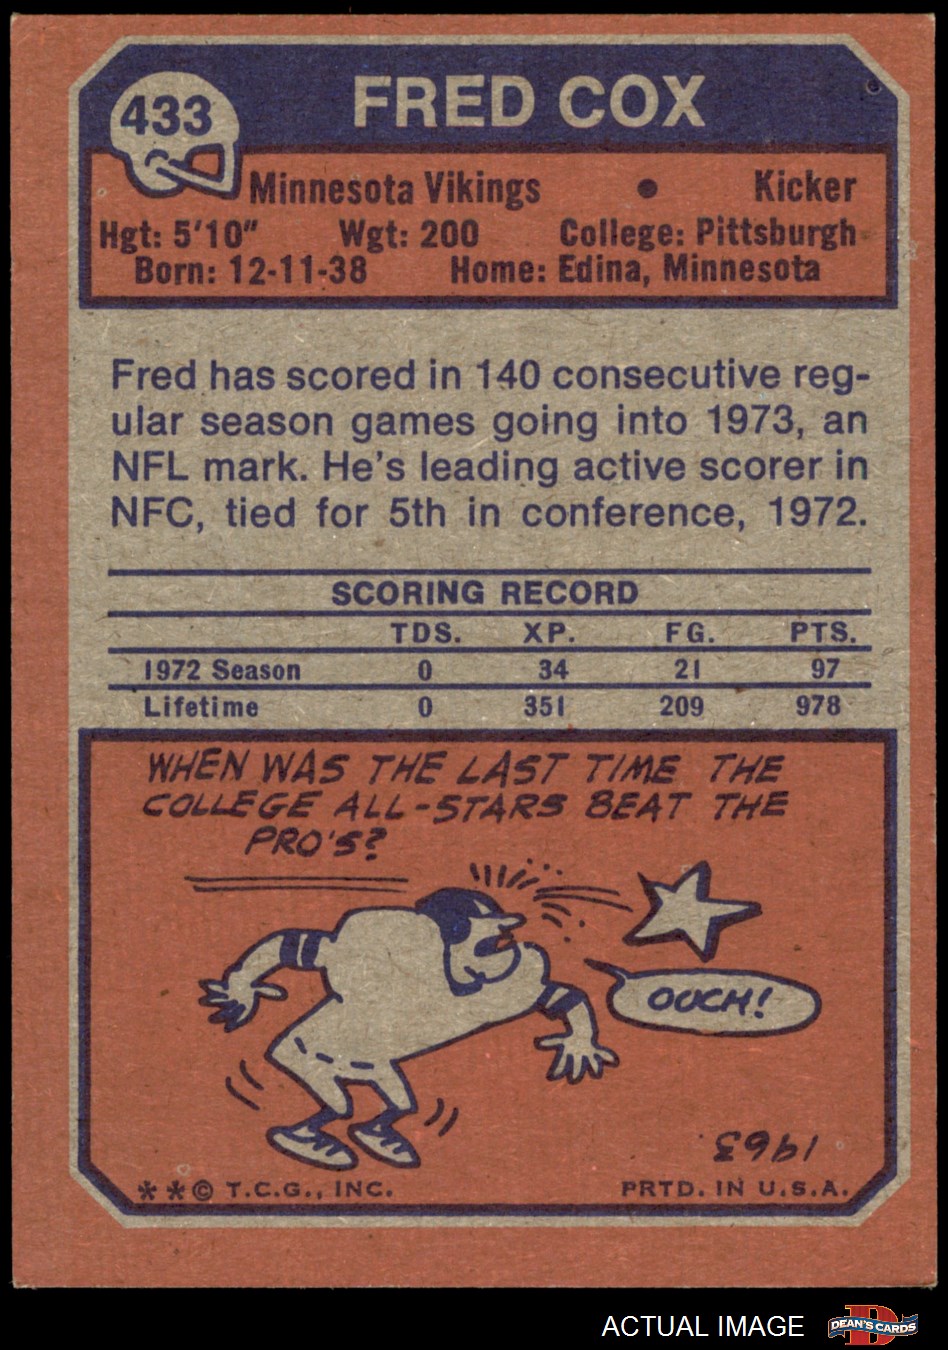 433
FRED COX
Minnesota Vikings • Kicker
Hgt: 5'10" Wgt: 200 College: Pittsburgh
Born: 12-11-38 Home: Edina, Minnesota
Fred has scored in 140 consecutive reg-
ular season games going into 1973, an
NFL mark. He's leading active scorer in
NFC, tied for 5th in conference, 1972.
SCORING RECORD
TDS. XP. FG. PTS.
1972 Season 0 34 21 97
Lifetime 0 351 209 978
WHEN WAS THE LAST TIME THE
COLLEGE ALL-STARS BEAT THE
PRO'S?
OUCH!
1963
**© T.C.G., INC. PRTD. IN U.S.A.
ACTUAL IMAGE
D
DEAN'S CARDS